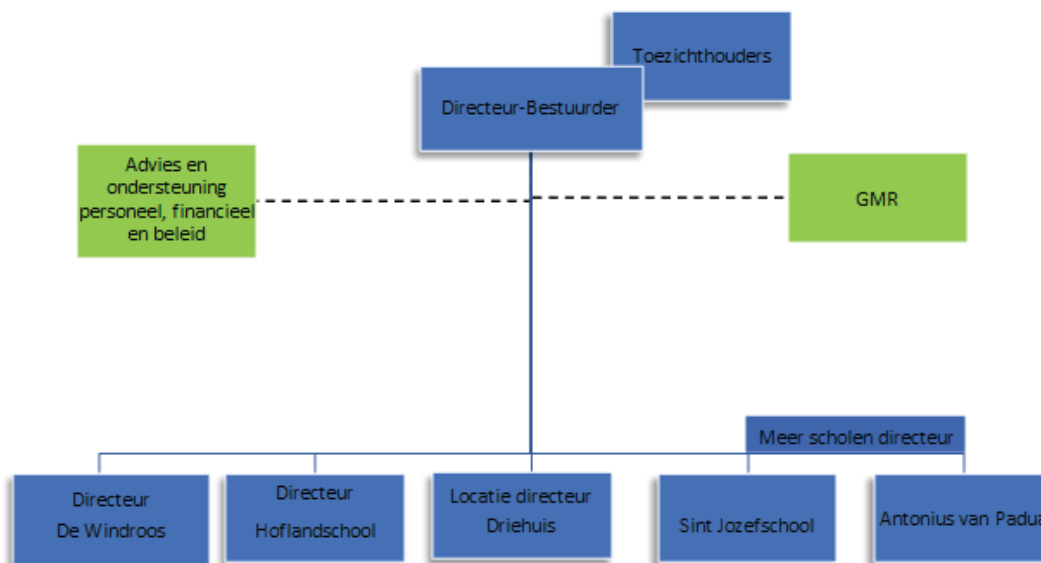 Toezichthouders
Directeur-Bestuurder
Advies en
ondersteuning
personeel, financieel
en beleid
GMR
Meer scholen directeur
Directeur
De Windroos
Directeur
Hoflandschool
Locatie directeur
Driehuis
Sint Jozefschool
Antonius van Padua